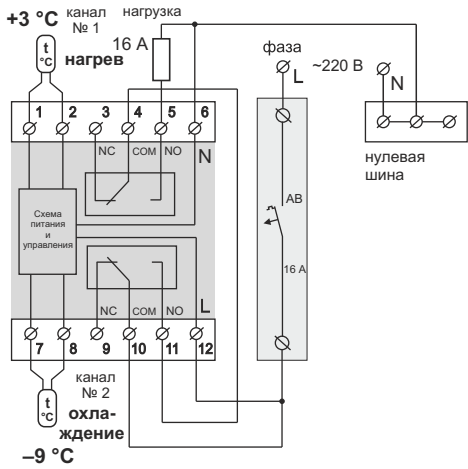 +3 °C
канал
№ 1
нагрузка
t
°C
нагрев
16 А
фаза
L
~220 В
N
1 2 3 4 5 6
NC COM NO
N
нулевая
шина
Схема
питания
и
управления
АВ
16 А
NC COM NO
L
7 8 9 10 11 12
t
°C
канал
№ 2
охла-
ждение
–9 °C